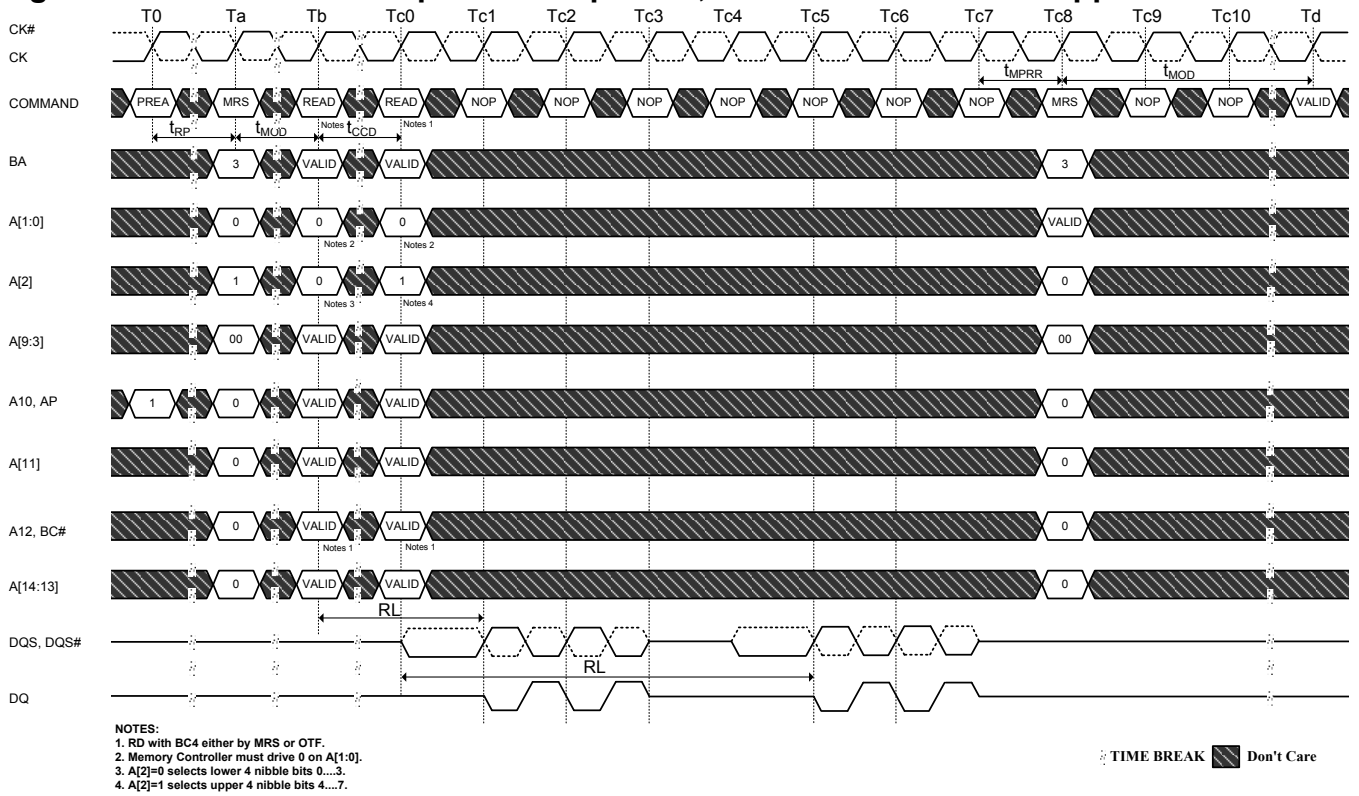 T0 Ta Tb Tc0 Tc1 Tc2 Tc3 Tc4 Tc5 Tc6 Tc7 Tc8 Tc9 Tc10 Td
CK#
CK
tMPRR tMOD
COMMAND PREA MRS READ READ NOP NOP NOP NOP NOP NOP NOP MRS NOP NOP VALID
Notes 1 Notes 1
tRP tMOD tCCD
BA 3 VALID VALID 3
A[1:0] 0 0 0 VALID
Notes 2 Notes 2
A[2] 1 0 1 0
Notes 3 Notes 4
A[9:3] 00 VALID VALID 00
A10, AP 1 0 VALID VALID 0
A[11] 0 VALID VALID 0
A12, BC# 0 VALID VALID 0
Notes 1 Notes 1
A[14:13] 0 VALID VALID 0
RL
DQS, DQS#
RL
DQ
NOTES:
1. RD with BC4 either by MRS or OTF.
2. Memory Controller must drive 0 on A[1:0].
3. A[2]=0 selects lower 4 nibble bits 0....3.
4. A[2]=1 selects upper 4 nibble bits 4....7.
TIME BREAK Don't Care